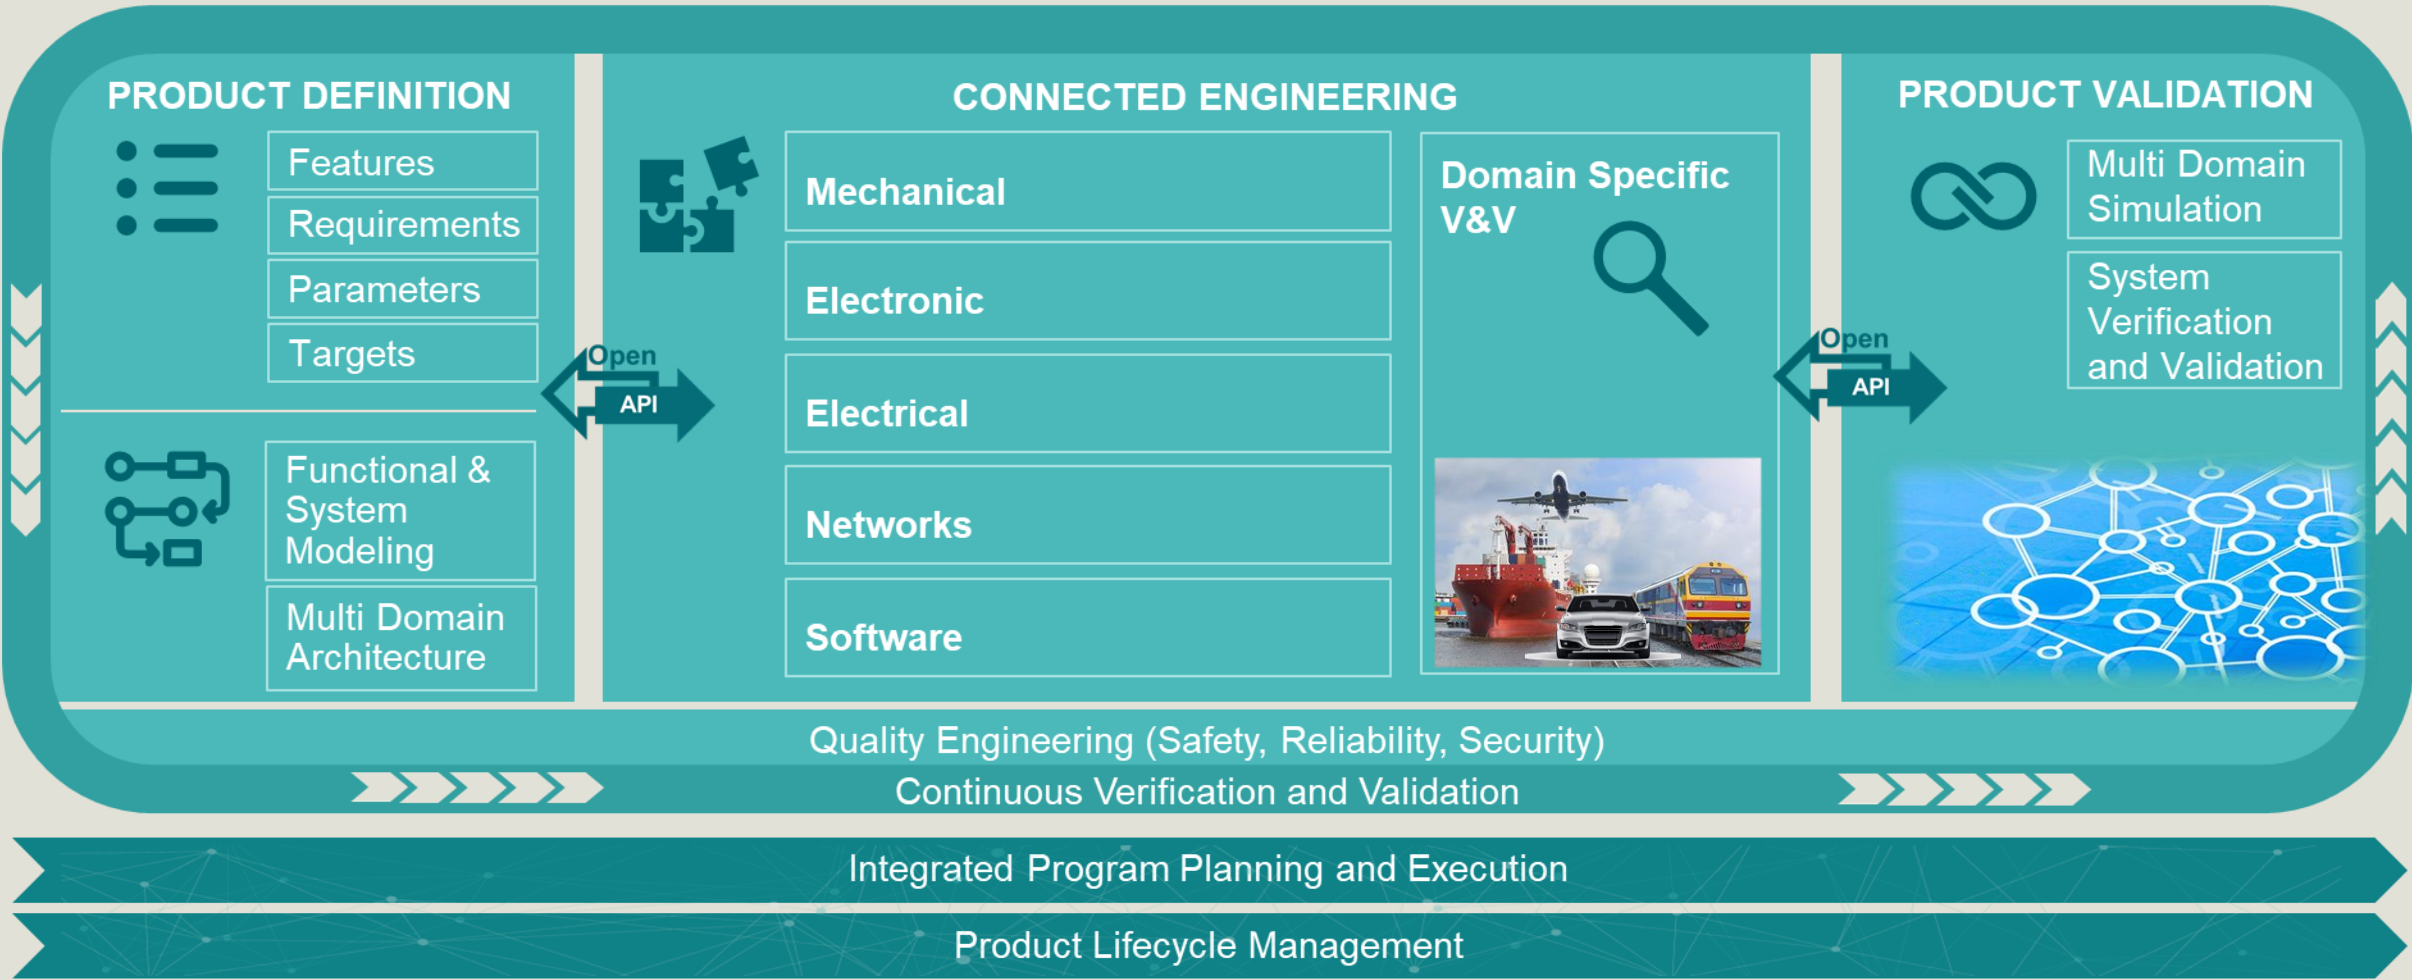 PRODUCT DEFINITION
Features
Requirements
Parameters
Targets
Functional &
System
Modeling
Multi Domain
Architecture
Open
API
CONNECTED ENGINEERING
Mechanical
Electronic
Electrical
Networks
Software
Domain Specific
V&V
Open
API
PRODUCT VALIDATION
Multi Domain
Simulation
System
Verification
and Validation
Quality Engineering (Safety, Reliability, Security)
Continuous Verification and Validation
Integrated Program Planning and Execution
Product Lifecycle Management